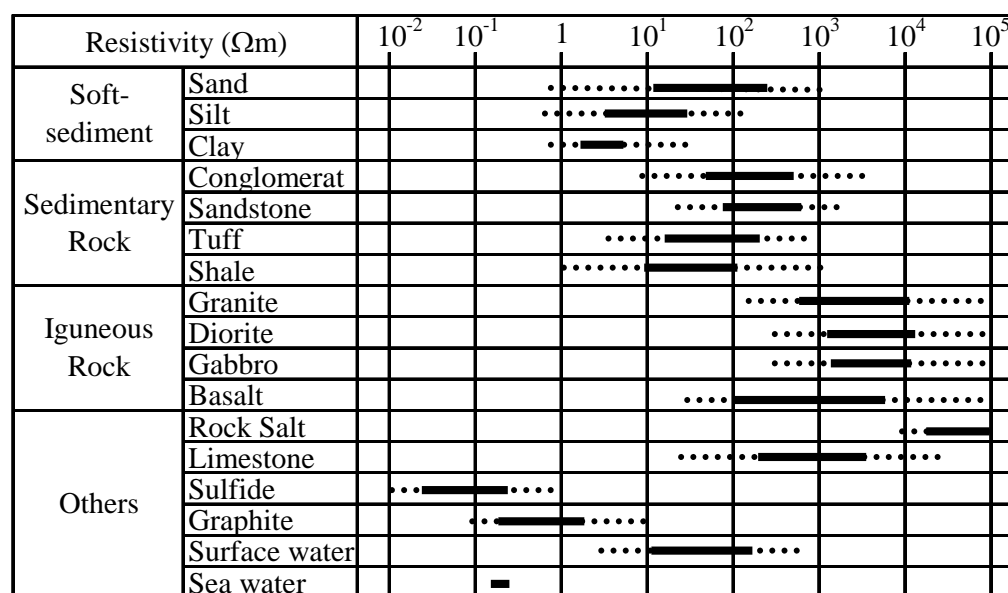 Resistivity (Ωm) 10⁻² 10⁻¹ 1 10¹ 10² 10³ 10⁴ 10⁵
Soft-
sediment
Sand
Silt
Clay
Sedimentary
Rock
Conglomerat
Sandstone
Tuff
Shale
Iguneous
Rock
Granite
Diorite
Gabbro
Basalt
Others
Rock Salt
Limestone
Sulfide
Graphite
Surface water
Sea water